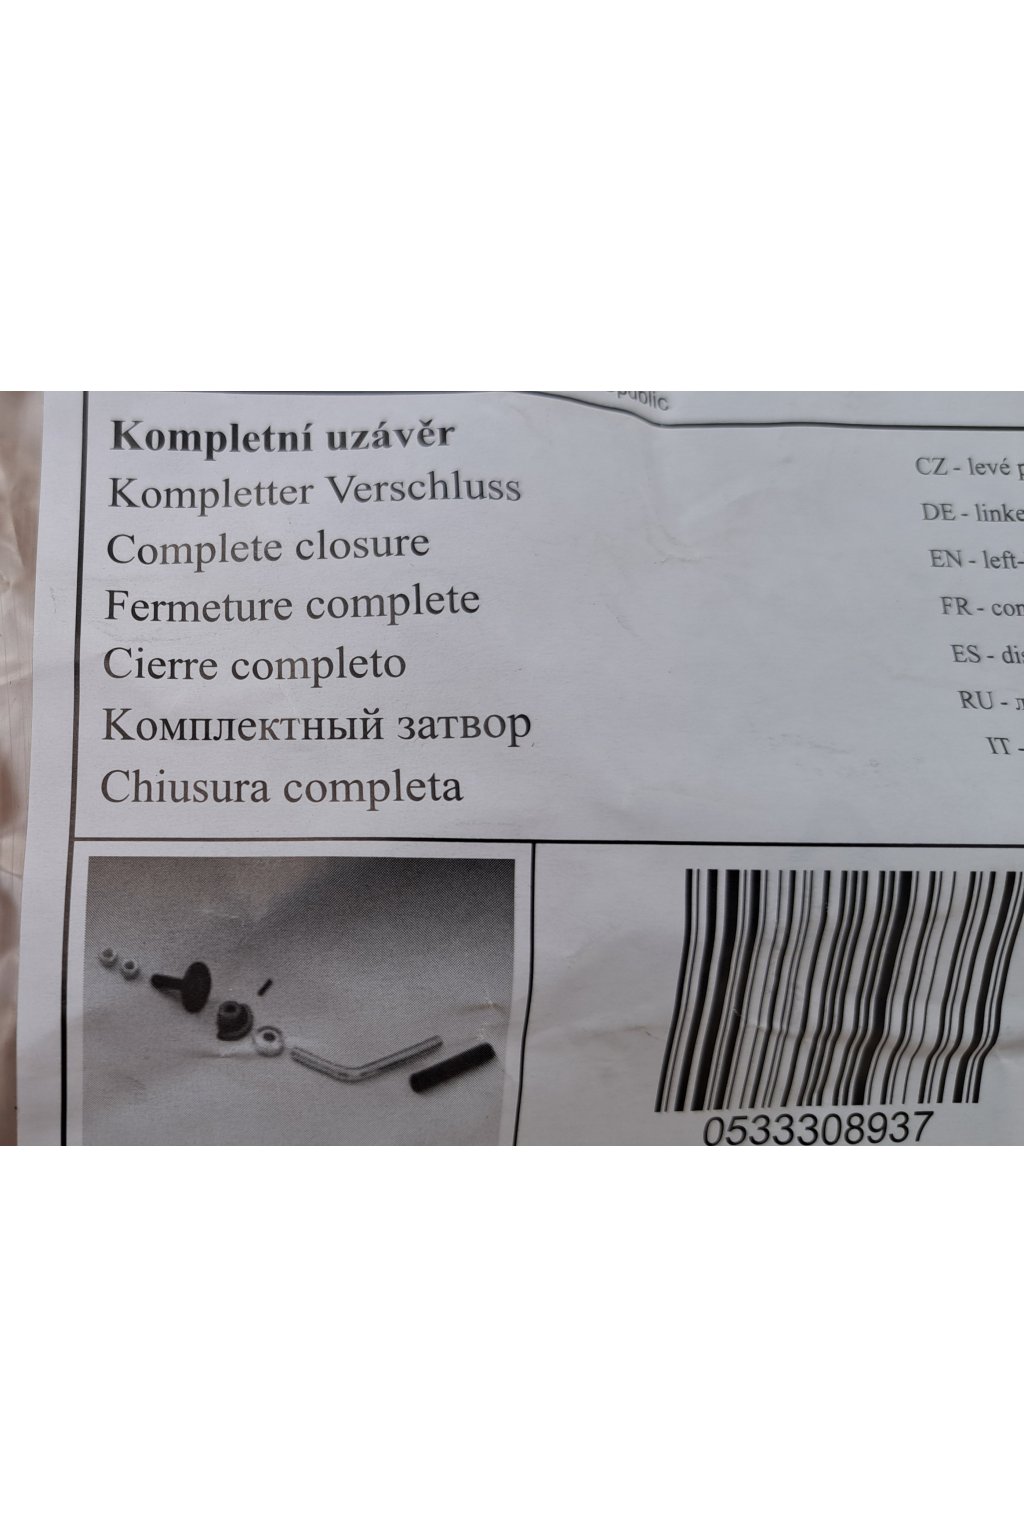 Kompletní uzávěr
Kompletter Verschluss
Complete closure
Fermeture complete
Cierre completo
Комплектный затвор
Chiusura completa
CZ - levé
DE - linke
EN - left-
FR -
ES -
RU -
IT -
0533308937